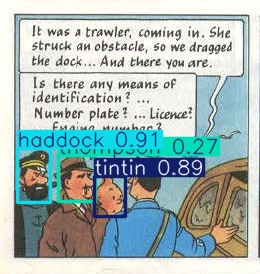 It was a trawler, coming in. She
struck an obstacle, so we dragged
the dock... And there you are.
Is there any means of
identification? ...
Number plate? ... Licence?
Engine number?
haddock 0.91
thompson 0.27
tintin 0.89